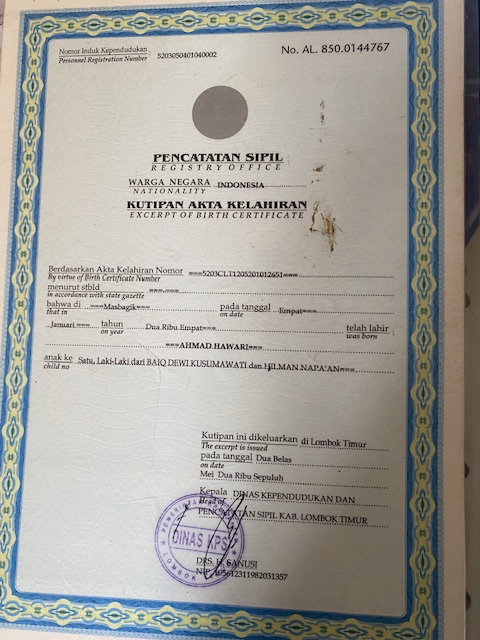 Nomor Induk Kependudukan : 5203050401040002
Personnel Registration Number
No. AL. 850.0144767
PENCATATAN SIPIL
REGISTRY OFFICE
WARGA NEGARA INDONESIA
NATIONALITY
KUTIPAN AKTA KELAHIRAN
EXCERPT OF BIRTH CERTIFICATE
Berdasarkan Akta Kelahiran Nomor ===5203CLT1205201012651===
By virtue of Birth Certificate Number
menurut stbld ===.---===
in accordance with state gazette
bahwa di ===Masbagik=== pada tanggal Empat===
that in on date
Januari === tahun Dua Ribu Empat=== telah lahir :
on year was born
===AHMAD HAWARI===
anak ke Satu, Laki-Laki dari BAIQ DEWI KUSUMAWATI dan HILMAN NAPA'AN===
child no
Kutipan ini dikeluarkan di Lombok Timur
The excerpt is issued
pada tanggal Dua Belas
on date
Mei Dua Ribu Sepuluh
Kepala DINAS KEPENDUDUKAN DAN
Head of
PENCATATAN SIPIL KAB. LOMBOK TIMUR
DINAS KPS
LOMBOK
DRS. H. SANUSI
NIP.